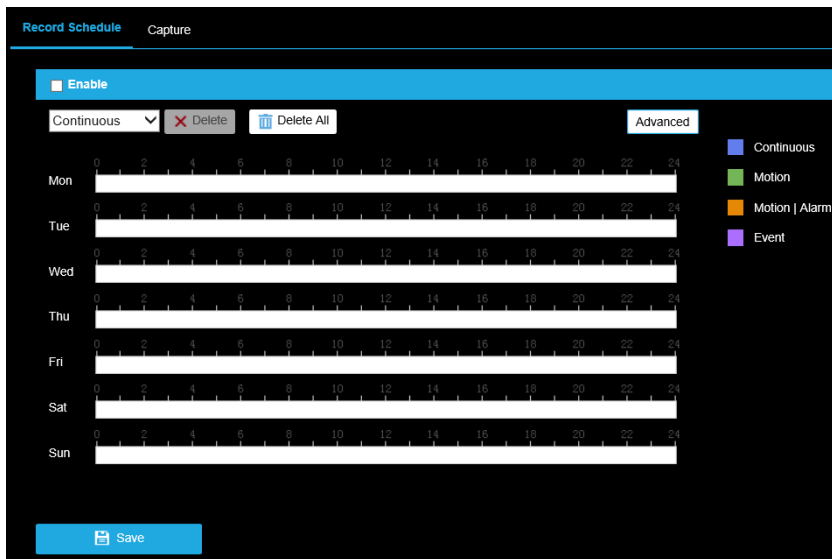 Record Schedule Capture
Enable
Continuous Delete Delete All Advanced
Continuous
Motion
Motion | Alarm
Event
0 2 4 6 8 10 12 14 16 18 20 22 24
Mon
0 2 4 6 8 10 12 14 16 18 20 22 24
Tue
0 2 4 6 8 10 12 14 16 18 20 22 24
Wed
0 2 4 6 8 10 12 14 16 18 20 22 24
Thu
0 2 4 6 8 10 12 14 16 18 20 22 24
Fri
0 2 4 6 8 10 12 14 16 18 20 22 24
Sat
0 2 4 6 8 10 12 14 16 18 20 22 24
Sun
Save